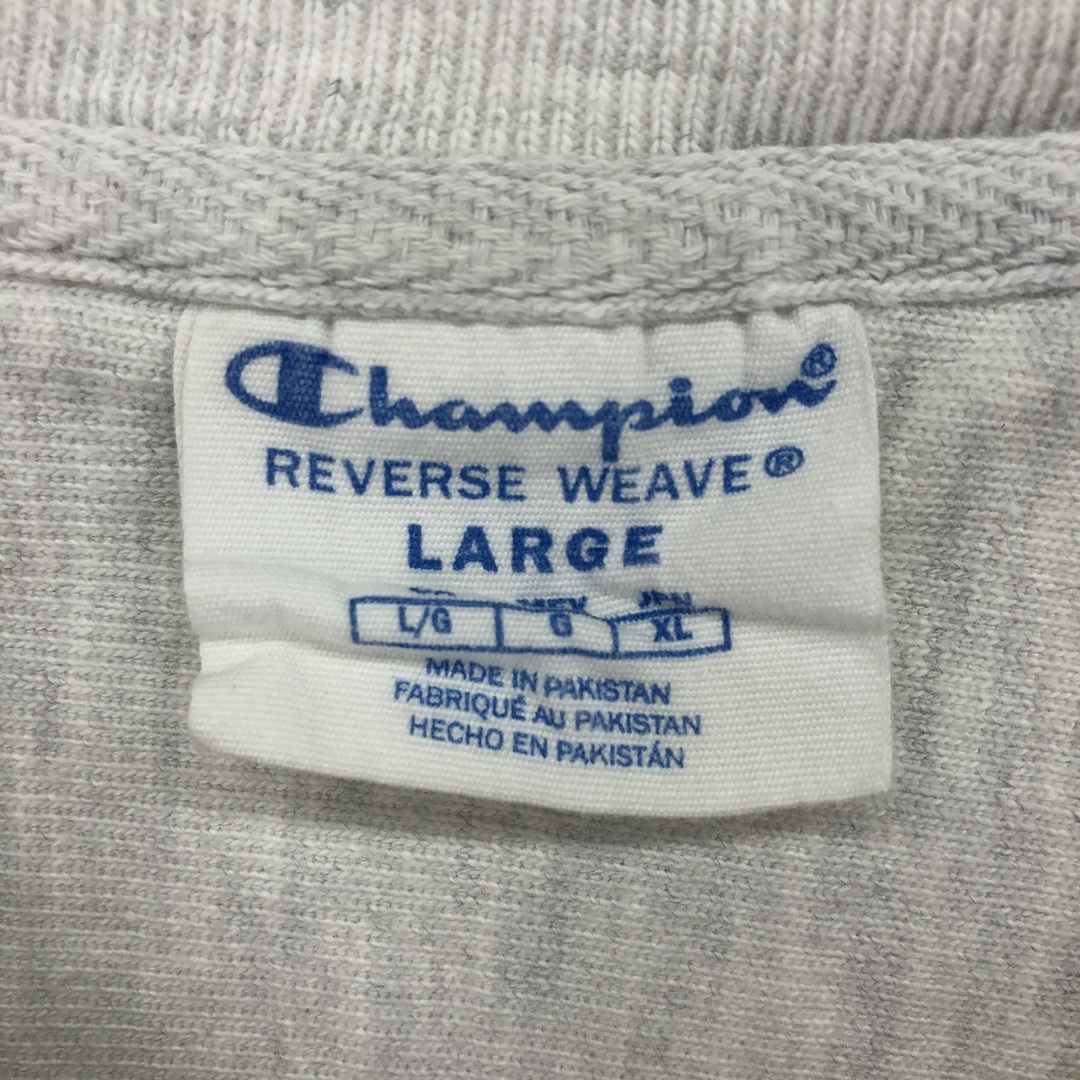 Champion®
REVERSE WEAVE®
LARGE
L/G G XL
MADE IN PAKISTAN
FABRIQUÉ AU PAKISTAN
HECHO EN PAKISTÁN